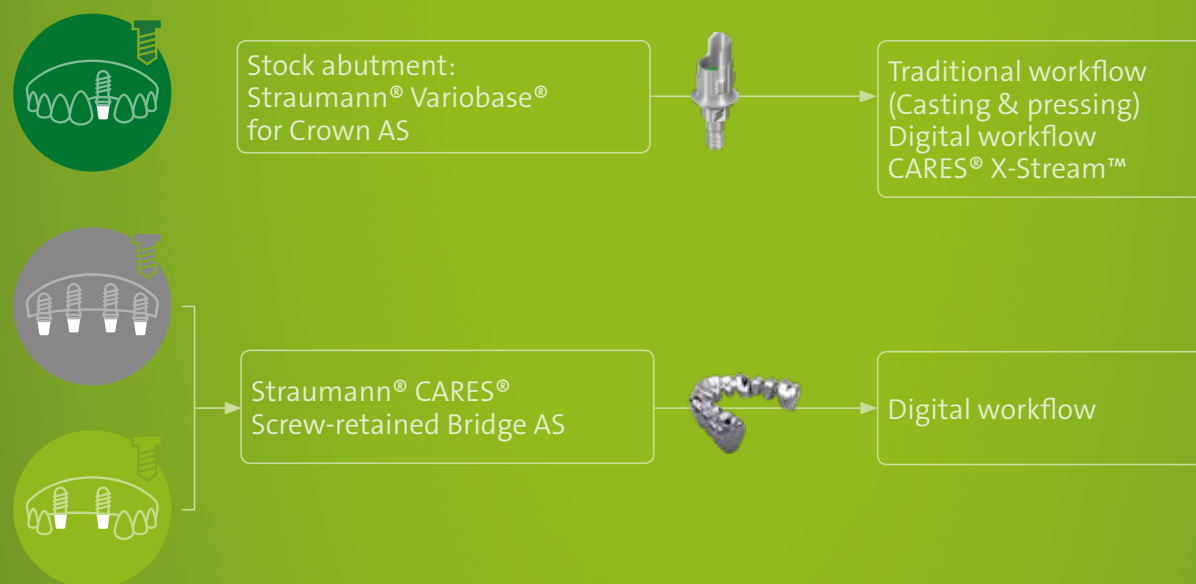 Stock abutment:
Straumann® Variobase®
for Crown AS
Traditional workflow
(Casting & pressing)
Digital workflow
CARES® X-Stream™
Straumann® CARES®
Screw-retained Bridge AS
Digital workflow